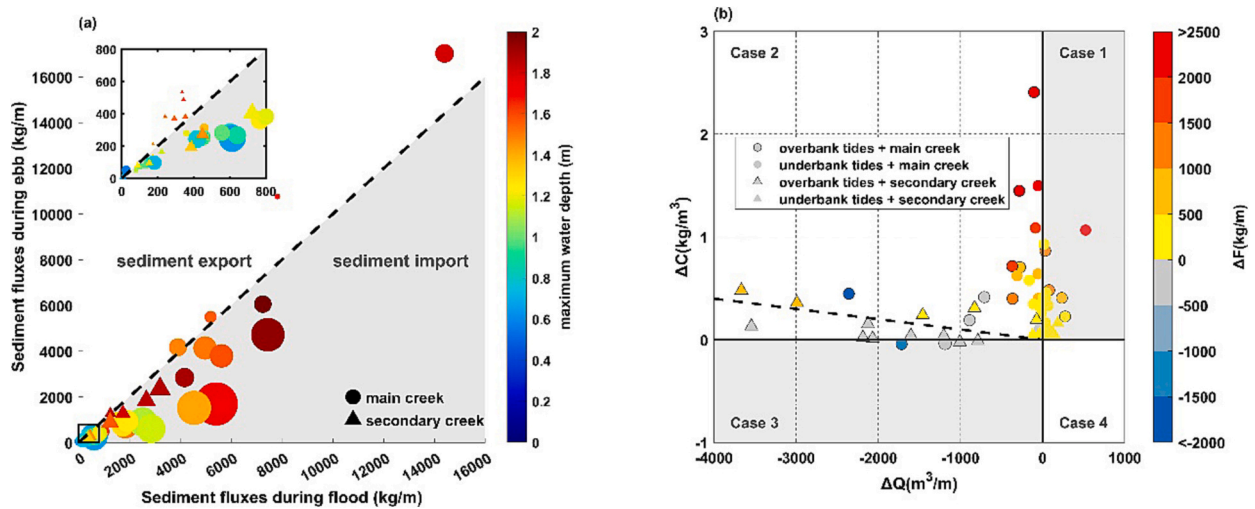 (a)
Sediment fluxes during ebb (kg/m)
16000
14000
12000
10000
8000
6000
4000
2000
0
800
600
400
200
0
0 200 400 600 800
sediment export
sediment import
main creek
secondary creek
0 2000 4000 6000 8000 10000 12000 14000 16000
Sediment fluxes during flood (kg/m)
2
1.8
1.6
1.4
1.2
1
0.8
0.6
0.4
0.2
0
maximum water depth (m)
(b)
ΔC(kg/m³)
3
2
1
0
-1
Case 2
Case 1
overbank tides + main creek
underbank tides + main creek
overbank tides + secondary creek
underbank tides + secondary creek
Case 3
Case 4
-4000 -3000 -2000 -1000 0 1000
ΔQ(m³/m)
>2500
2000
1500
1000
500
0
-500
-1000
-1500
<-2000
ΔF(kg/m)